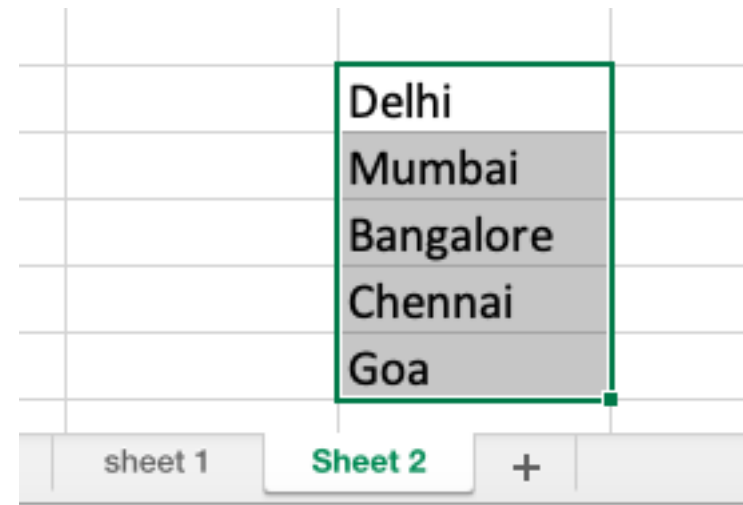 Delhi
Mumbai
Bangalore
Chennai
Goa
sheet 1 Sheet 2 +